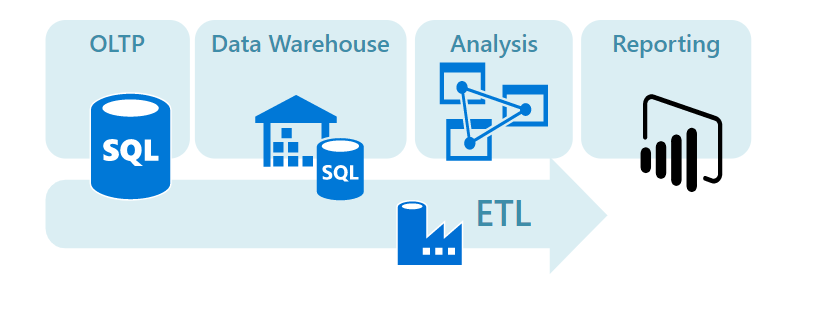 OLTP
Data Warehouse
Analysis
Reporting
SQL
SQL
ETL